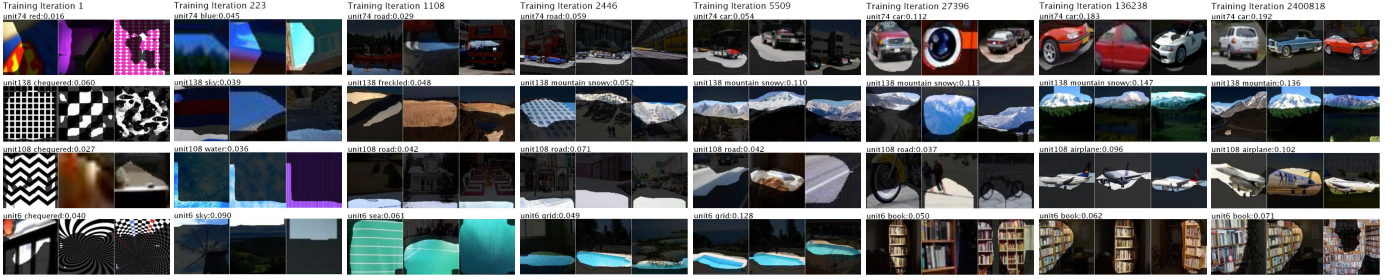 Training Iteration 1 Training Iteration 223 Training Iteration 1108 Training Iteration 2446 Training Iteration 5509 Training Iteration 27396 Training Iteration 136238 Training Iteration 2400818
unit74 red:0.016 unit74 blue:0.045 unit74 road:0.029 unit74 road:0.059 unit74 car:0.054 unit74 car:0.112 unit74 car:0.183 unit74 car:0.192
unit138 chequered:0.060 unit138 sky:0.039 unit138 freckled:0.048 unit138 mountain snowy:0.052 unit138 mountain snowy:0.110 unit138 mountain snowy:0.113 unit138 mountain snowy:0.147 unit138 mountain:0.136
unit108 chequered:0.027 unit108 water:0.036 unit108 road:0.042 unit108 road:0.071 unit108 road:0.042 unit108 road:0.037 unit108 airplane:0.096 unit108 airplane:0.102
unit6 chequered:0.040 unit6 sky:0.090 unit6 sea:0.061 unit6 grid:0.049 unit6 grid:0.128 unit6 book:0.050 unit6 book:0.062 unit6 book:0.071